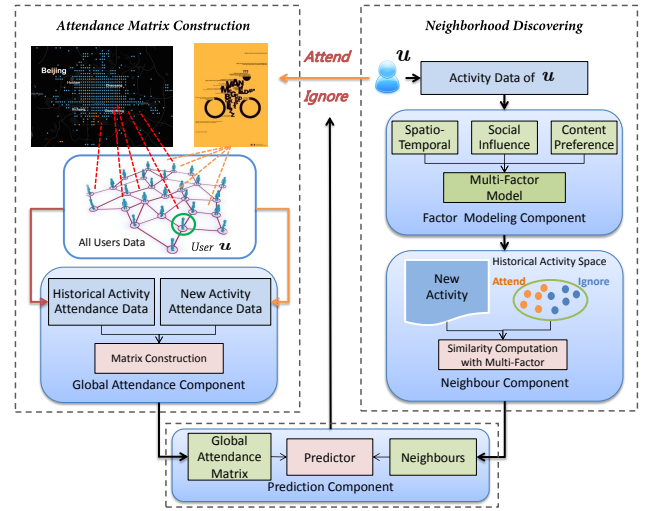 Attendance Matrix Construction
Beijing
All Users Data
User u
Historical Activity
Attendance Data
New Activity
Attendance Data
Matrix Construction
Global Attendance Component
Attend
Ignore
Neighborhood Discovering
u
Activity Data of u
Spatio-
Temporal
Social
Influence
Content
Preference
Multi-Factor
Model
Factor Modeling Component
New
Activity
Historical Activity Space
Attend
Ignore
Similarity Computation
with Multi-Factor
Neighbour Component
Global
Attendance
Matrix
Predictor
Neighbours
Prediction Component